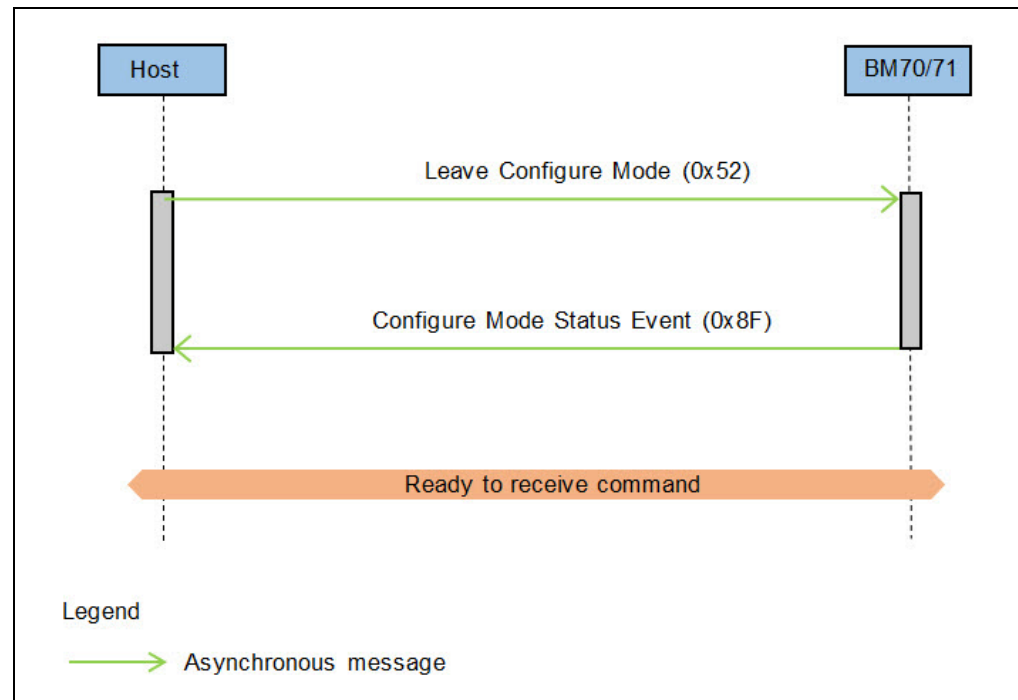 Host
BM70/71
Leave Configure Mode (0x52)
Configure Mode Status Event (0x8F)
Ready to receive command
Legend
Asynchronous message